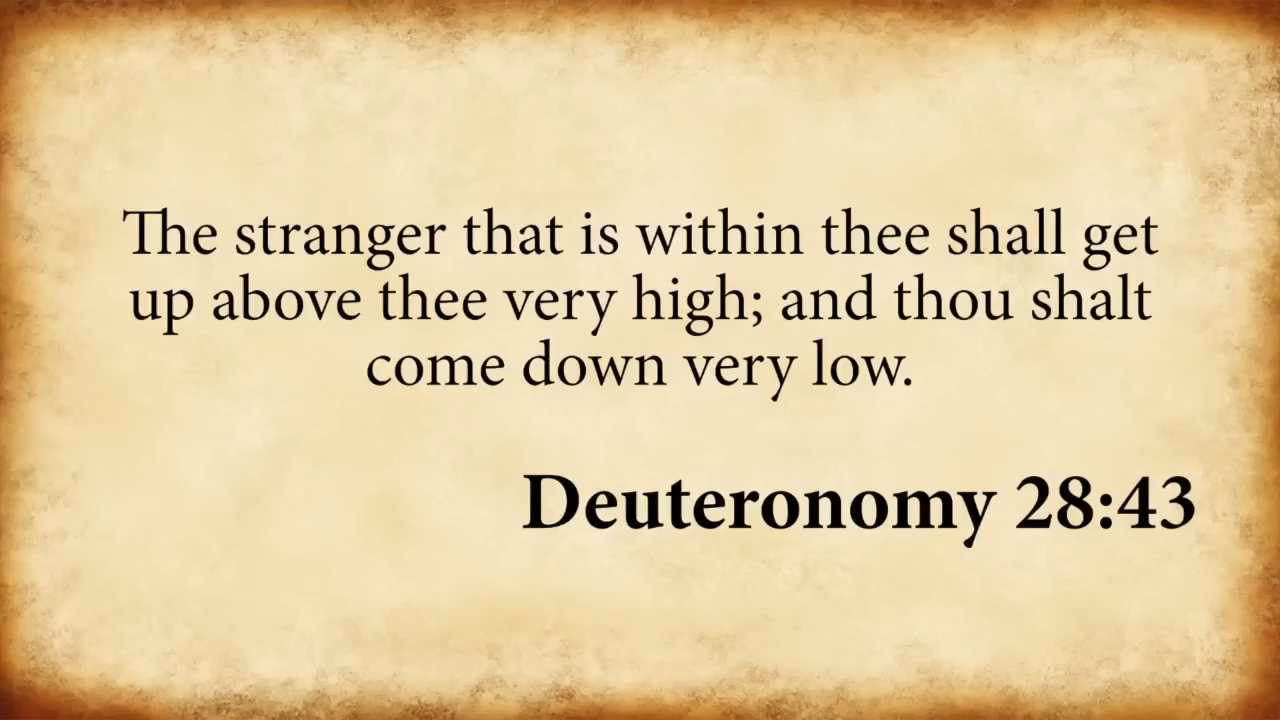 The stranger that is within thee shall get
up above thee very high; and thou shalt
come down very low.
Deuteronomy 28:43